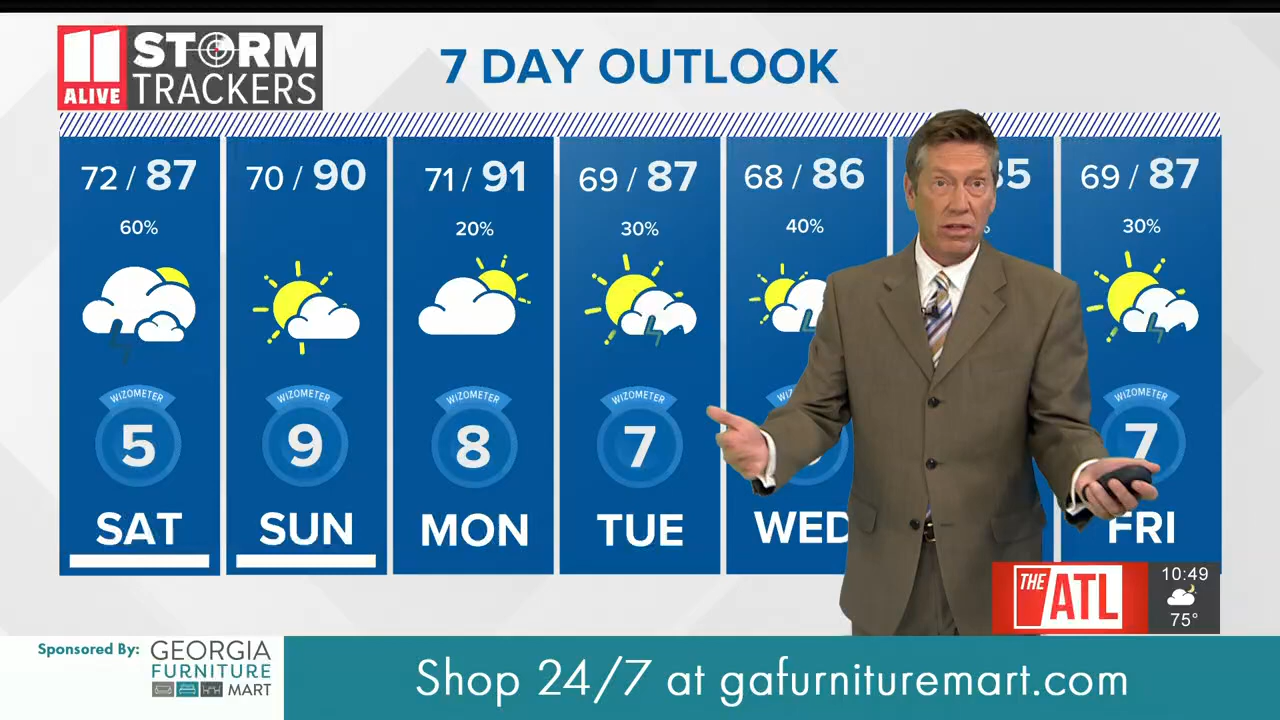 11 ALIVE
STORM TRACKERS
7 DAY OUTLOOK
72 / 87
60%
WIZOMETER
5
SAT
70 / 90
WIZOMETER
9
SUN
71 / 91
20%
WIZOMETER
8
MON
69 / 87
30%
WIZOMETER
7
TUE
68 / 86
40%
WED
85
69 / 87
30%
WIZOMETER
7
FRI
THE ATL
10:49
75°
Sponsored By:
GEORGIA
FURNITURE
MART
Shop 24/7 at gafurnituremart.com